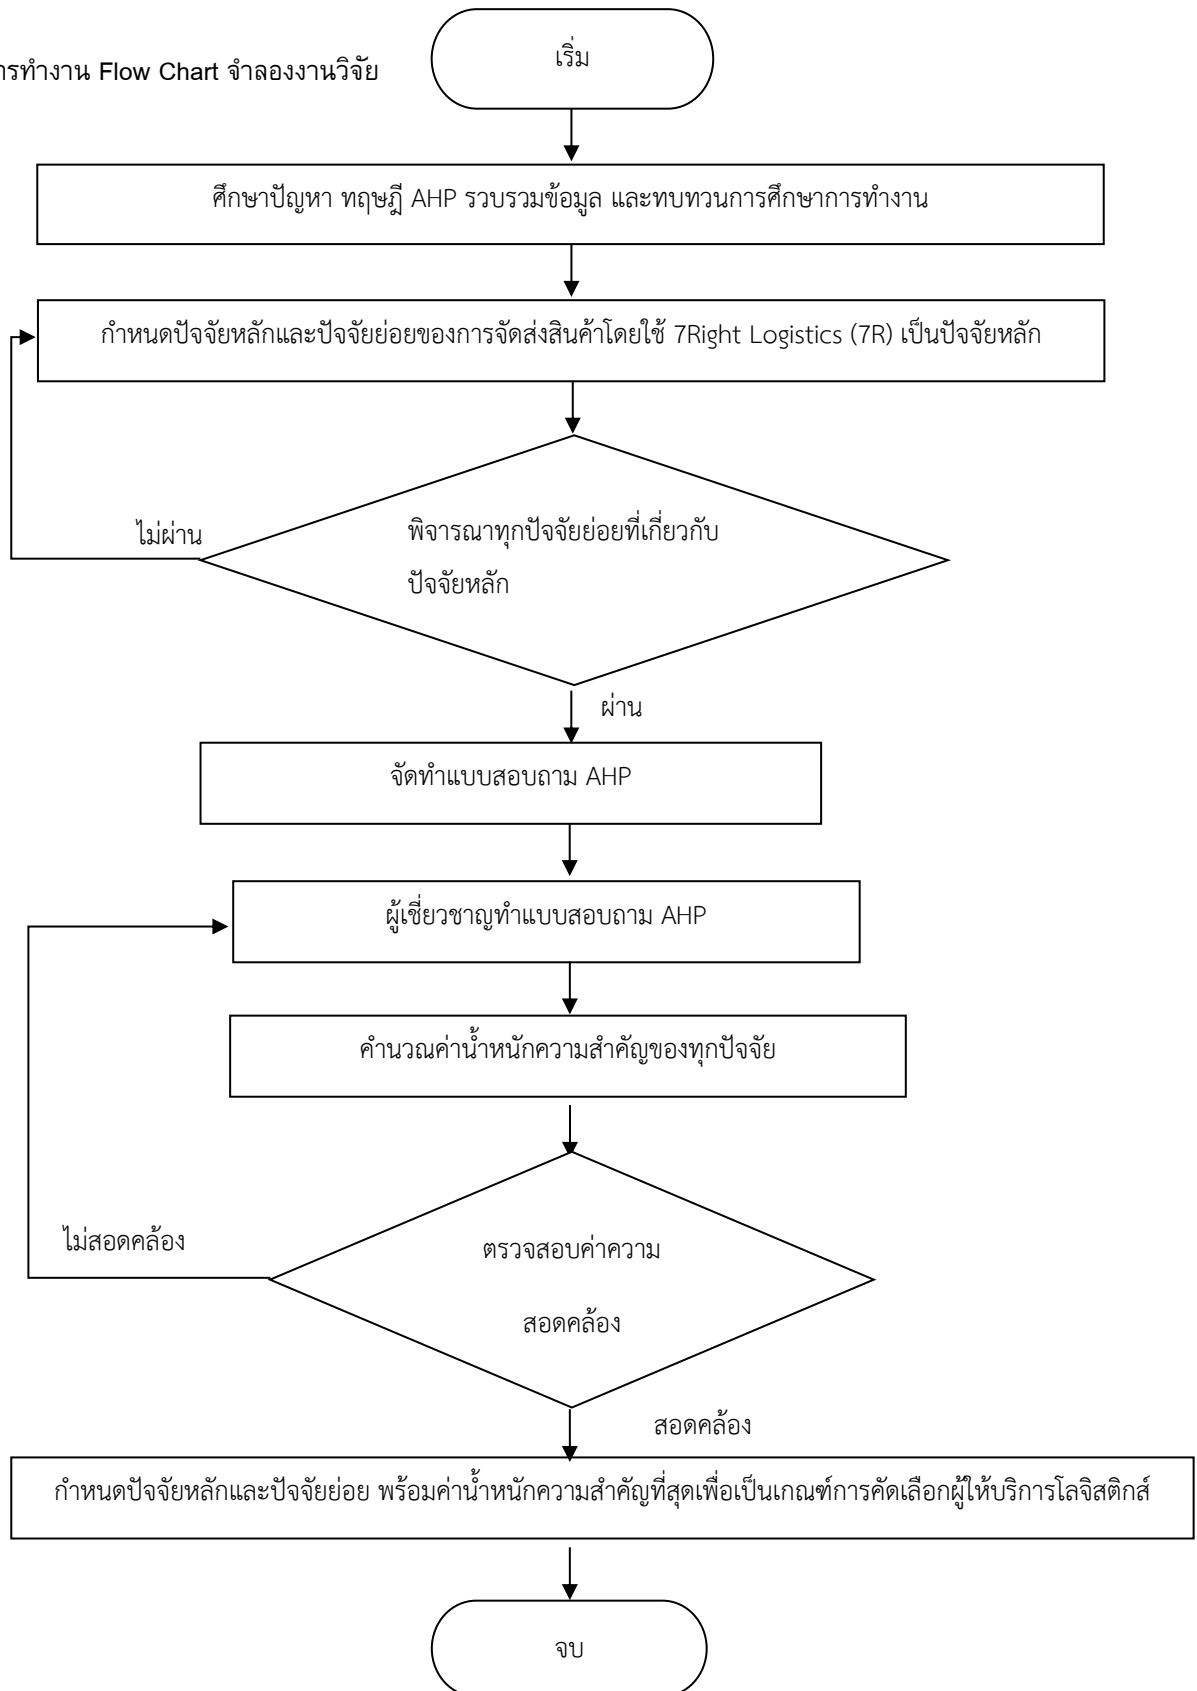 เริ่ม
การทำงาน Flow Chart จำลองงานวิจัย
ศึกษาปัญหา ทฤษฎี AHP รวบรวมข้อมูล และทบทวนการศึกษาการทำงาน
กำหนดปัจจัยหลักและปัจจัยย่อยของการจัดส่งสินค้าโดยใช้ 7Right Logistics (7R) เป็นปัจจัยหลัก
ไม่ผ่าน
พิจารณาทุกปัจจัยย่อยที่เกี่ยวกับ
ปัจจัยหลัก
ผ่าน
จัดทำแบบสอบถาม AHP
ผู้เชี่ยวชาญทำแบบสอบถาม AHP
คำนวณค่าน้ำหนักความสำคัญของทุกปัจจัย
ไม่สอดคล้อง
ตรวจสอบค่าความ
สอดคล้อง
สอดคล้อง
กำหนดปัจจัยหลักและปัจจัยย่อย พร้อมค่าน้ำหนักความสำคัญที่สุดเพื่อเป็นเกณฑ์การคัดเลือกผู้ให้บริการโลจิสติกส์
จบ